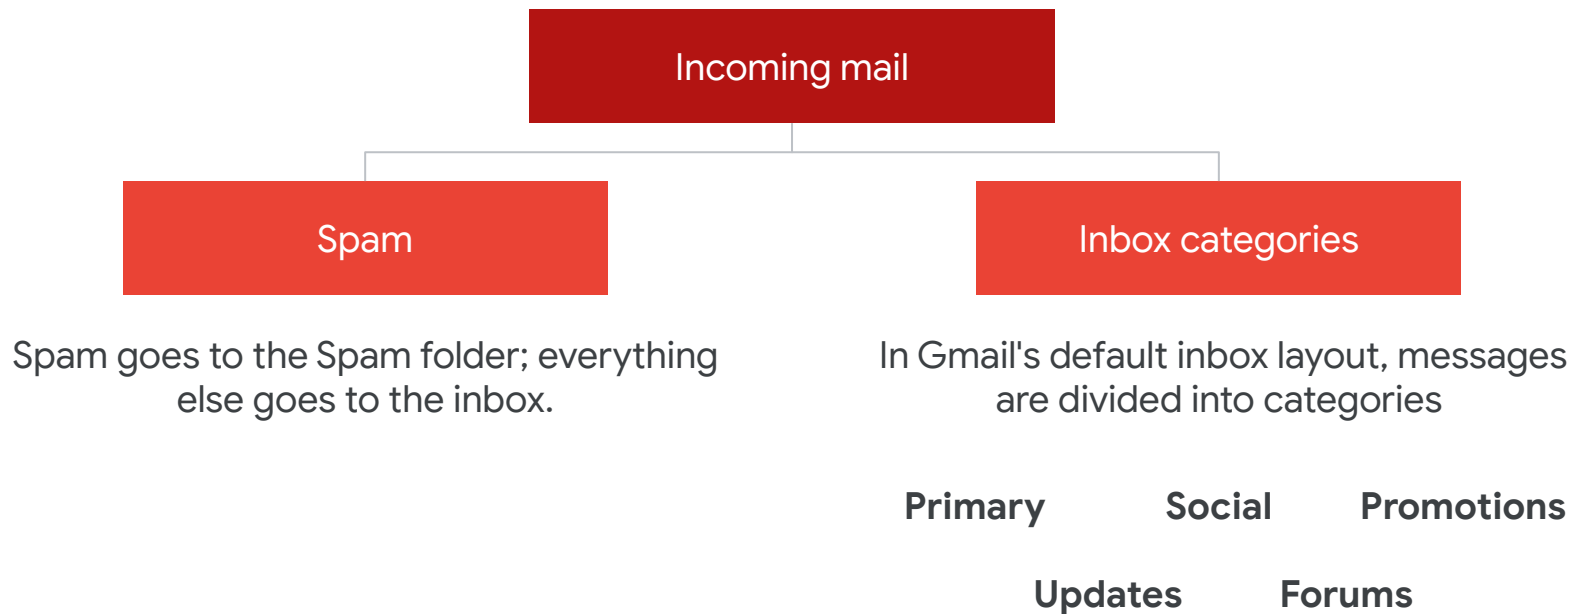 Incoming mail
Spam
Inbox categories
Spam goes to the Spam folder; everything
else goes to the inbox.
In Gmail's default inbox layout, messages
are divided into categories
Primary Social Promotions
Updates Forums